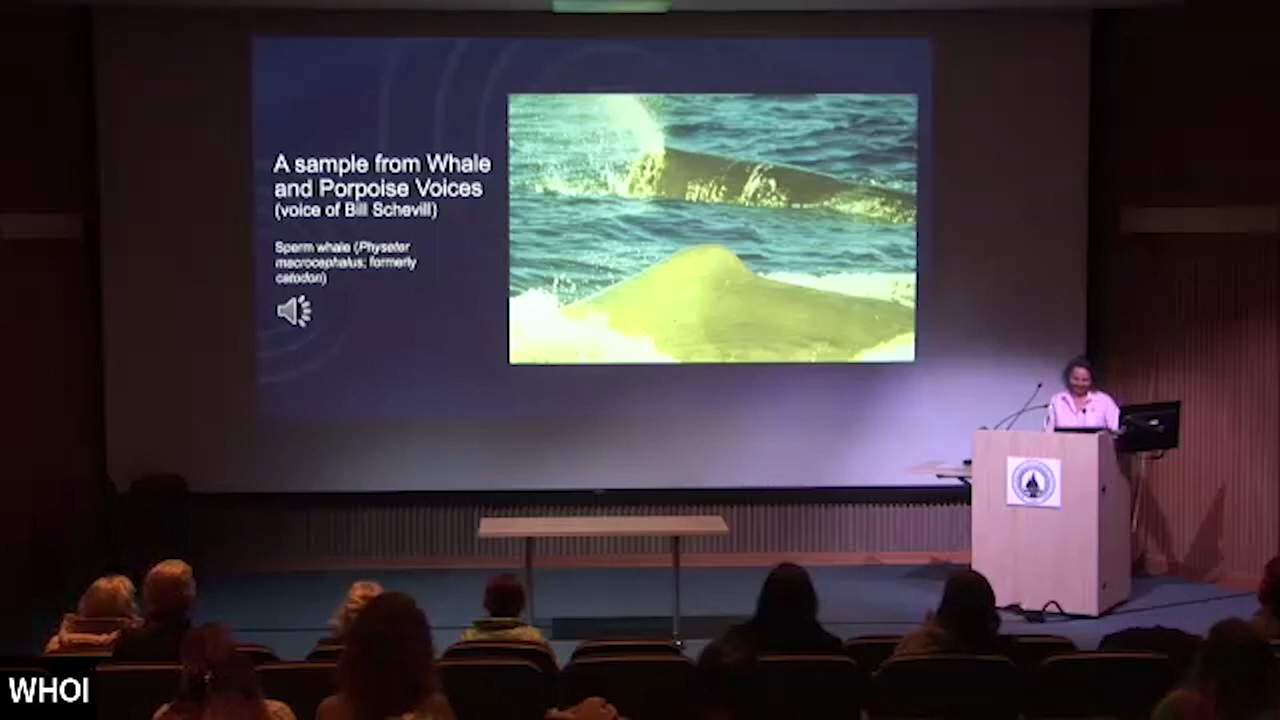 A sample from Whale
and Porpoise Voices
(voice of Bill Schevill)
Sperm whale (Physeter
macrocephalus; formerly
catodon)
WHOI